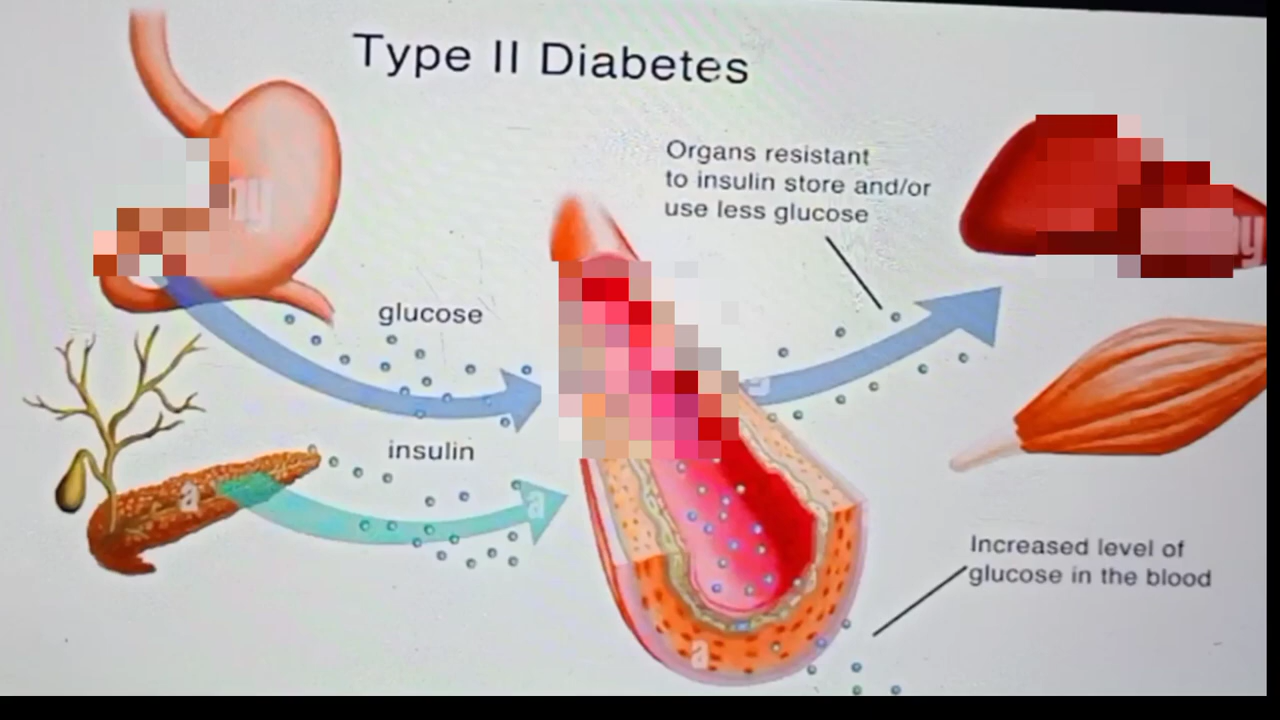 Type II Diabetes
Organs resistant
to insulin store and/or
use less glucose
glucose
insulin
Increased level of
glucose in the blood
a
a
a